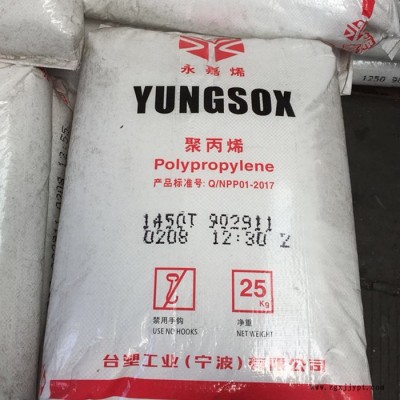 永嘉烯
YUNGSOX
聚丙烯
Polypropylene
产品标准号: Q/NPP01-2017
1450T 902911
0208 12:30 Z
禁用手钩
USE NO HOOKS
25
Kg
净重
NET WEIGHT
台塑工业(宁波)有限公司
1250